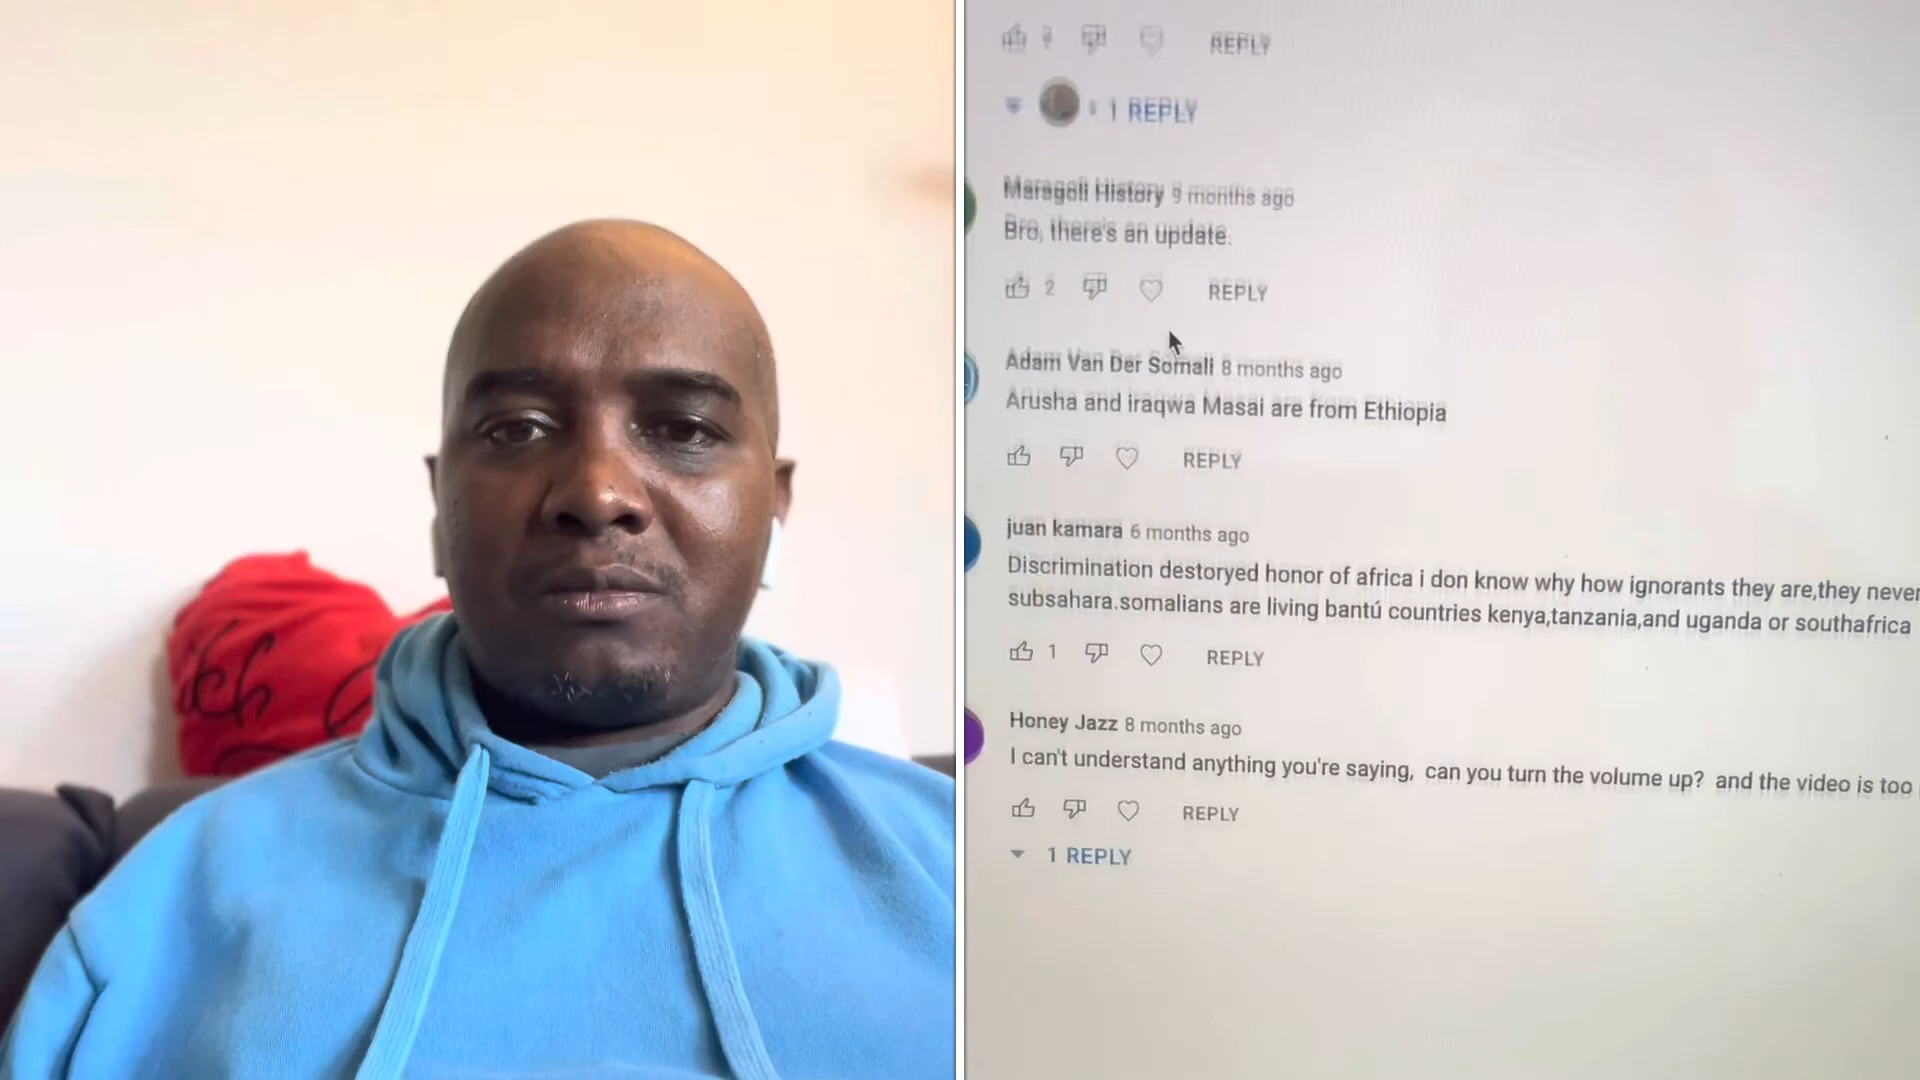 REPLY
1 REPLY
Maragoli History 9 months ago
Bro, there's an update.
2 REPLY
Adam Van Der Somali 8 months ago
Arusha and iraqwa Masai are from Ethiopia
REPLY
juan kamara 6 months ago
Discrimination destoryed honor of africa i don know why how ignorants they are,they never
subsahara.somalians are living bantú countries kenya,tanzania,and uganda or southafrica
1 REPLY
Honey Jazz 8 months ago
I can't understand anything you're saying, can you turn the volume up? and the video is too
REPLY
1 REPLY
ich